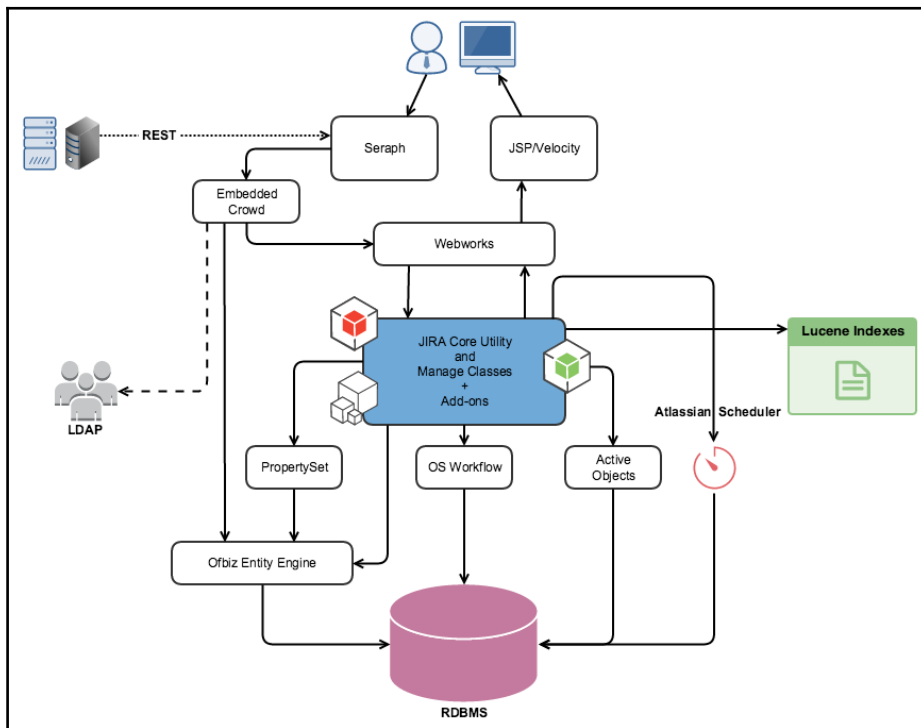 REST
Seraph
JSP/Velocity
Embedded
Crowd
Webworks
JIRA Core Utility
and
Manage Classes
+
Add-ons
Lucene Indexes
LDAP
Atlassian Scheduler
PropertySet
OS Workflow
Active
Objects
Ofbiz Entity Engine
RDBMS